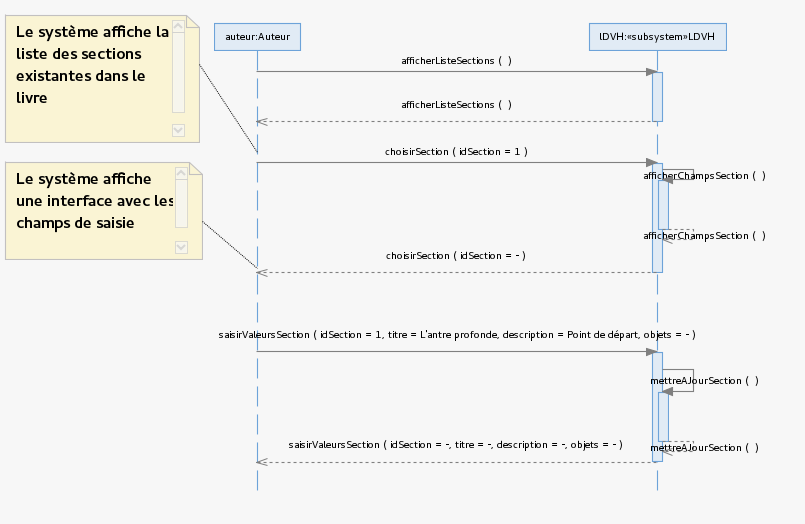 Le système affiche la
liste des sections
existantes dans le
livre
auteur:Auteur
lDVH:«subsystem»LDVH
afficherListeSections ( )
afficherListeSections ( )
choisirSection ( idSection = 1 )
Le système affiche
une interface avec les
champs de saisie
afficherChampsSection ( )
afficherChampsSection ( )
choisirSection ( idSection = - )
saisirValeursSection ( idSection = 1, titre = L'antre profonde, description = Point de départ, objets = - )
mettreAJourSection ( )
saisirValeursSection ( idSection = -, titre = -, description = -, objets = - )
mettreAJourSection ( )